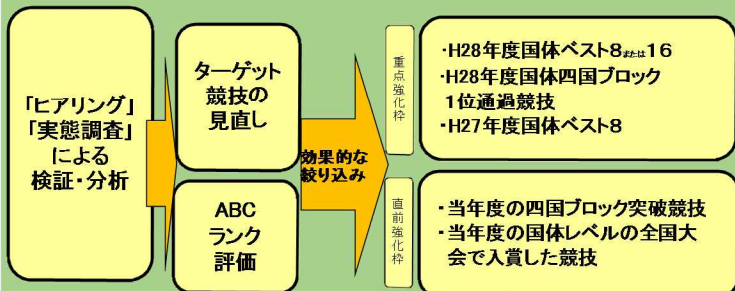 「ヒアリング」
「実態調査」
による
検証・分析
ターゲット
競技の
見直し
ABC
ランク
評価
効果的な
絞り込み
重点強化枠
・H28年度国体ベスト8または16
・H28年度国体四国ブロック
1位通過競技
・H27年度国体ベスト8
直前強化枠
・当年度の四国ブロック突破競技
・当年度の国体レベルの全国大
会で入賞した競技